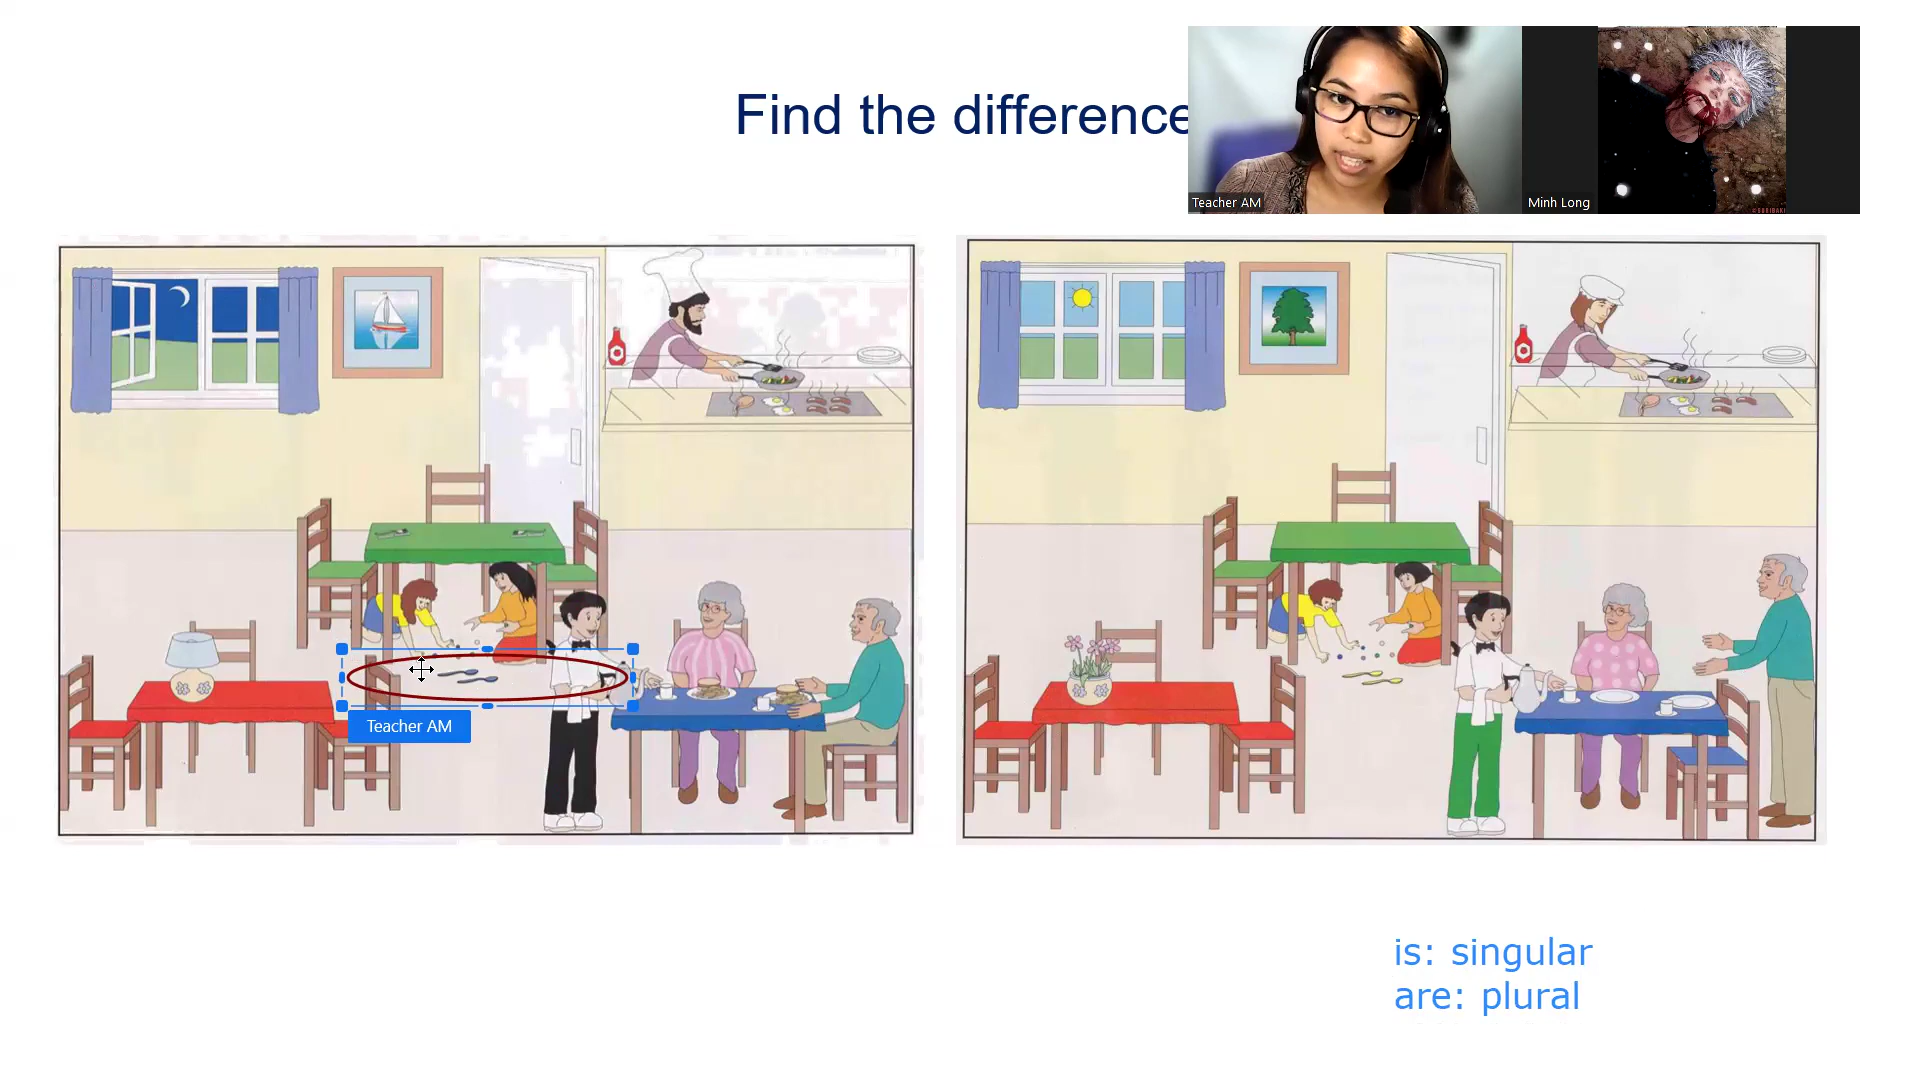 Find the difference
Teacher AM
Minh Long
Teacher AM
is: singular
are: plural